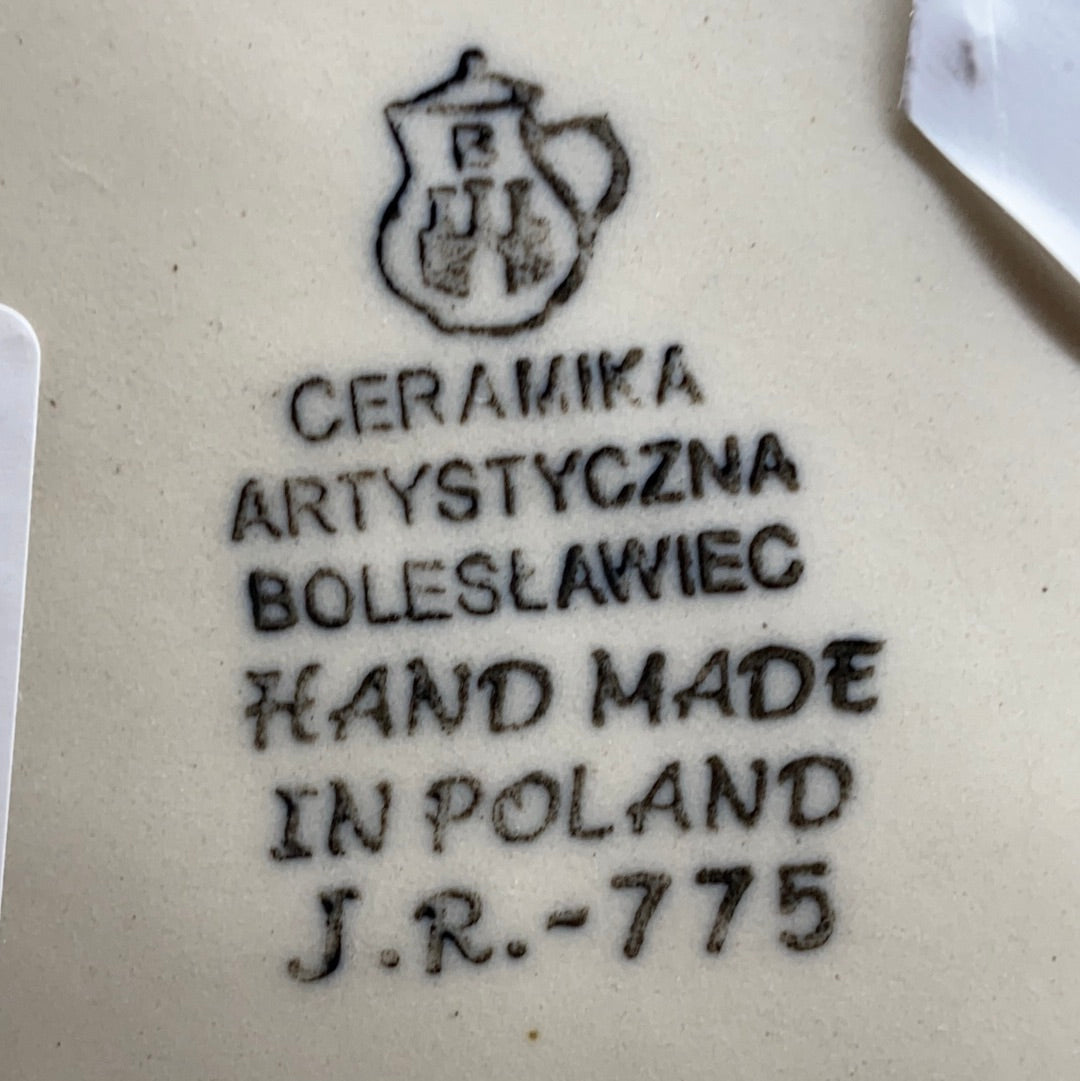 B
CERAMIKA
ARTYSTYCZNA
BOLESŁAWIEC
HAND MADE
IN POLAND
J.R.-775